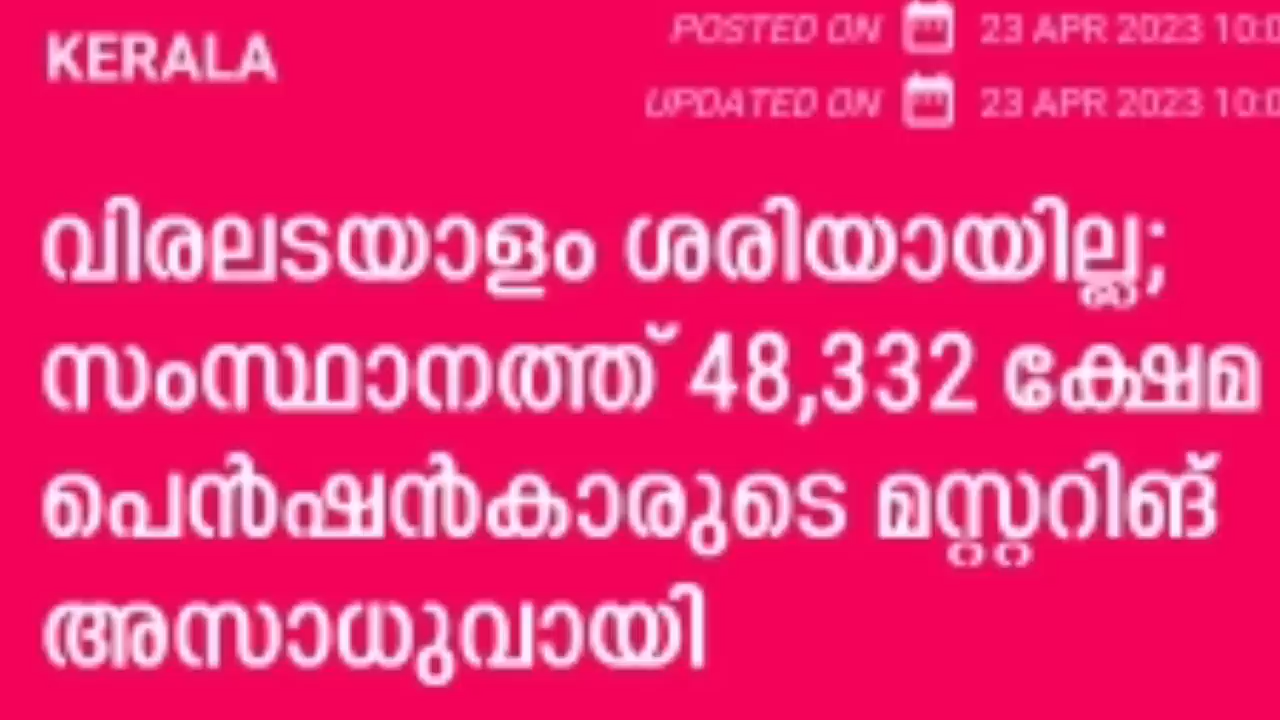 KERALA
POSTED ON 23 APR 2023
UPDATED ON 23 APR 2023
വിരലടയാളം ശരിയായില്ല;
സംസ്ഥാനത്ത് 48,332 ക്ഷേമ
പെൻഷൻകാരുടെ മസ്റ്ററിങ്
അസാധുവായി